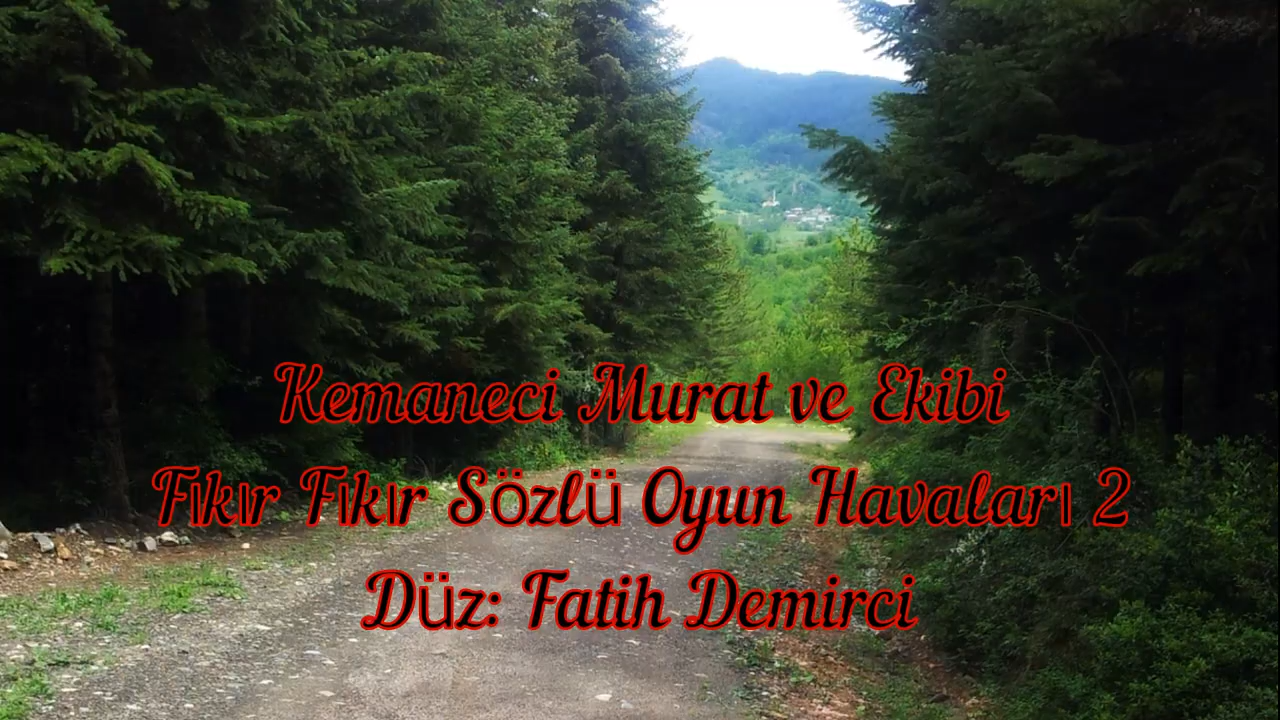 Kemaneci Murat ve Ekibi
Fıkır Fıkır Sözlü Oyun Havaları 2
Düz: Fatih Demirci